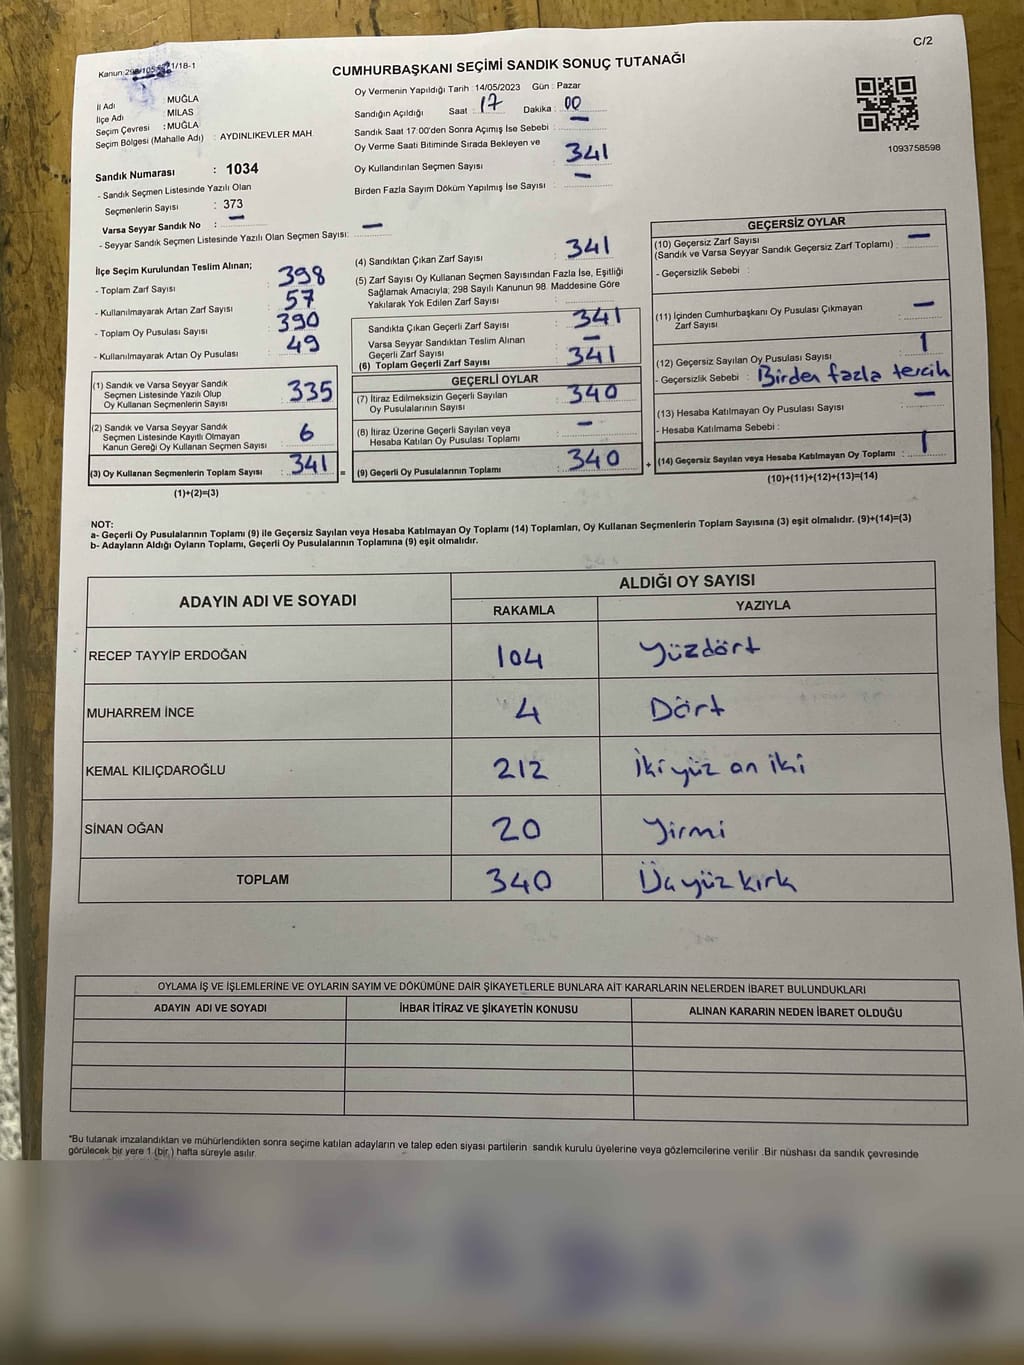 C/2
Kanun:298/105 /18-1
CUMHURBAŞKANI SEÇİMİ SANDIK SONUÇ TUTANAĞI
İl Adı : MUĞLA
İlçe Adı : MİLAS
Seçim Çevresi : MUĞLA
Seçim Bölgesi (Mahalle Adı) : AYDINLIKEVLER MAH
Oy Vermenin Yapıldığı Tarih : 14/05/2023 Gün : Pazar
Sandığın Açıldığı Saat : 17 Dakika : 00
Sandık Saat 17:00'den Sonra Açımış İse Sebebi : —
Oy Verme Saati Bitiminde Sırada Bekleyen ve
Oy Kullandırılan Seçmen Sayısı : 341
Birden Fazla Sayım Döküm Yapılmış İse Sayısı : —
1093758598
Sandık Numarası : 1034
- Sandık Seçmen Listesinde Yazılı Olan
Seçmenlerin Sayısı : 373
Varsa Seyyar Sandık No : —
- Seyyar Sandık Seçmen Listesinde Yazılı Olan Seçmen Sayısı: —
İlçe Seçim Kurulundan Teslim Alınan;
- Toplam Zarf Sayısı : 398
- Kullanılmayarak Artan Zarf Sayısı : 57
- Toplam Oy Pusulası Sayısı : 390
- Kullanılmayarak Artan Oy Pusulası : 49
(1) Sandık ve Varsa Seyyar Sandık
Seçmen Listesinde Yazılı Olup
Oy Kullanan Seçmenlerin Sayısı : 335
(2) Sandık ve Varsa Seyyar Sandık
Seçmen Listesinde Kayıtlı Olmayan
Kanun Gereği Oy Kullanan Seçmen Sayısı : 6
(3) Oy Kullanan Seçmenlerin Toplam Sayısı : 341 =
(1)+(2)=(3)
(4) Sandıktan Çıkan Zarf Sayısı : 341
(5) Zarf Sayısı Oy Kullanan Seçmen Sayısından Fazla İse, Eşitliği
Sağlamak Amacıyla; 298 Sayılı Kanunun 98. Maddesine Göre
Yakılarak Yok Edilen Zarf Sayısı :
Sandıkta Çıkan Geçerli Zarf Sayısı : 341
Varsa Seyyar Sandıktan Teslim Alınan
Geçerli Zarf Sayısı : —
(6) Toplam Geçerli Zarf Sayısı : 341
GEÇERLİ OYLAR
(7) İtiraz Edilmeksizin Geçerli Sayılan
Oy Pusulalarının Sayısı : 340
(8) İtiraz Üzerine Geçerli Sayılan veya
Hesaba Katılan Oy Pusulası Toplamı : —
(9) Geçerli Oy Pusulalarının Toplamı : 340 +
GEÇERSİZ OYLAR
(10) Geçersiz Zarf Sayısı
(Sandık ve Varsa Seyyar Sandık Geçersiz Zarf Toplamı) : —
- Geçersizlik Sebebi :
(11) İçinden Cumhurbaşkanı Oy Pusulası Çıkmayan
Zarf Sayısı : —
(12) Geçersiz Sayılan Oy Pusulası Sayısı : 1
- Geçersizlik Sebebi : Birden fazla tercih
(13) Hesaba Katılmayan Oy Pusulası Sayısı : —
- Hesaba Katılmama Sebebi :
(14) Geçersiz Sayılan veya Hesaba Katılmayan Oy Toplamı : 1
(10)+(11)+(12)+(13)=(14)
NOT:
a- Geçerli Oy Pusulalarının Toplamı (9) ile Geçersiz Sayılan veya Hesaba Katılmayan Oy Toplamı (14) Toplamları, Oy Kullanan Seçmenlerin Toplam Sayısına (3) eşit olmalıdır. (9)+(14)=(3)
b- Adayların Aldığı Oyların Toplamı, Geçerli Oy Pusulalarının Toplamına (9) eşit olmalıdır.
ADAYIN ADI VE SOYADI
ALDIĞI OY SAYISI
RAKAMLA YAZIYLA
RECEP TAYYİP ERDOĞAN 104 Yüzdört
MUHARREM İNCE 4 Dört
KEMAL KILIÇDAROĞLU 212 İkiyüz on iki
SİNAN OĞAN 20 Yirmi
TOPLAM 340 Üçyüz kırk
OYLAMA İŞ VE İŞLEMLERİNE VE OYLARIN SAYIM VE DÖKÜMÜNE DAİR ŞİKAYETLERLE BUNLARA AİT KARARLARIN NELERDEN İBARET BULUNDUKLARI
ADAYIN ADI VE SOYADI İHBAR İTİRAZ VE ŞİKAYETİN KONUSU ALINAN KARARIN NEDEN İBARET OLDUĞU
*Bu tutanak imzalandıktan ve mühürlendikten sonra seçime katılan adayların ve talep eden siyasi partilerin sandık kurulu üyelerine veya gözlemcilerine verilir .Bir nüshası da sandık çevresinde
görülecek bir yere 1 (bir ) hafta süreyle asılır.